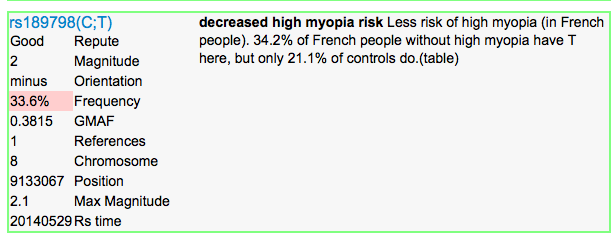 rs189798(C;T)
Good Repute
2 Magnitude
minus Orientation
33.6% Frequency
0.3815 GMAF
1 References
8 Chromosome
9133067 Position
2.1 Max Magnitude
20140529 Rs time
decreased high myopia risk Less risk of high myopia (in French
people). 34.2% of French people without high myopia have T
here, but only 21.1% of controls do.(table)